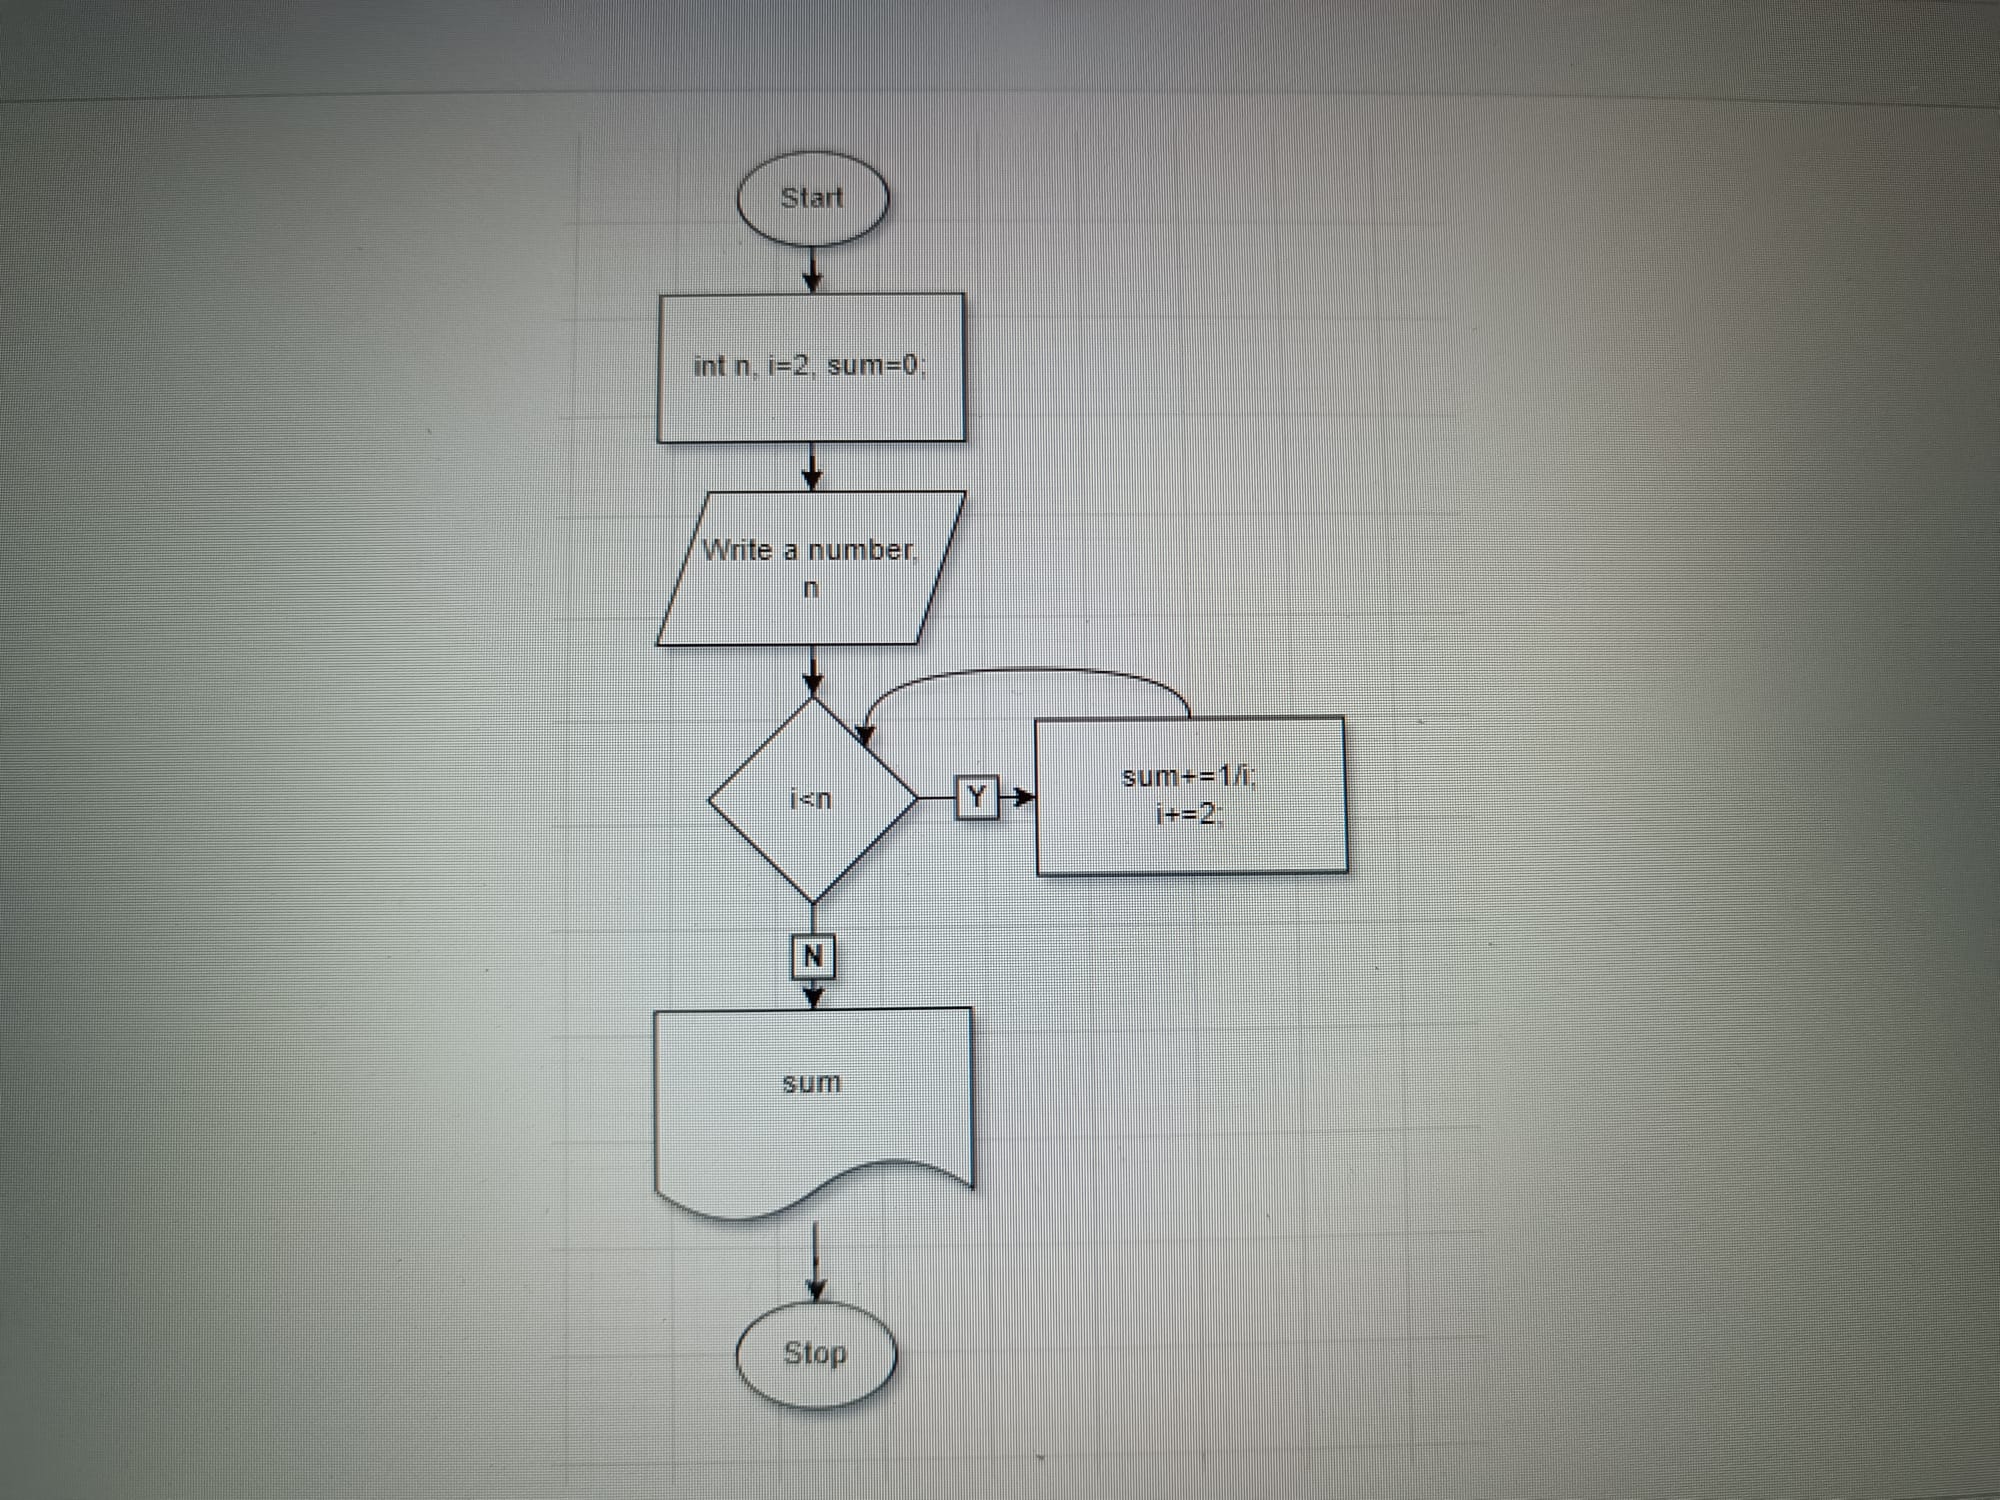 Start
int n, i=2, sum=0;
Write a number,
n
i<n
Y
sum+=1/i;
i+=2;
N
sum
Stop